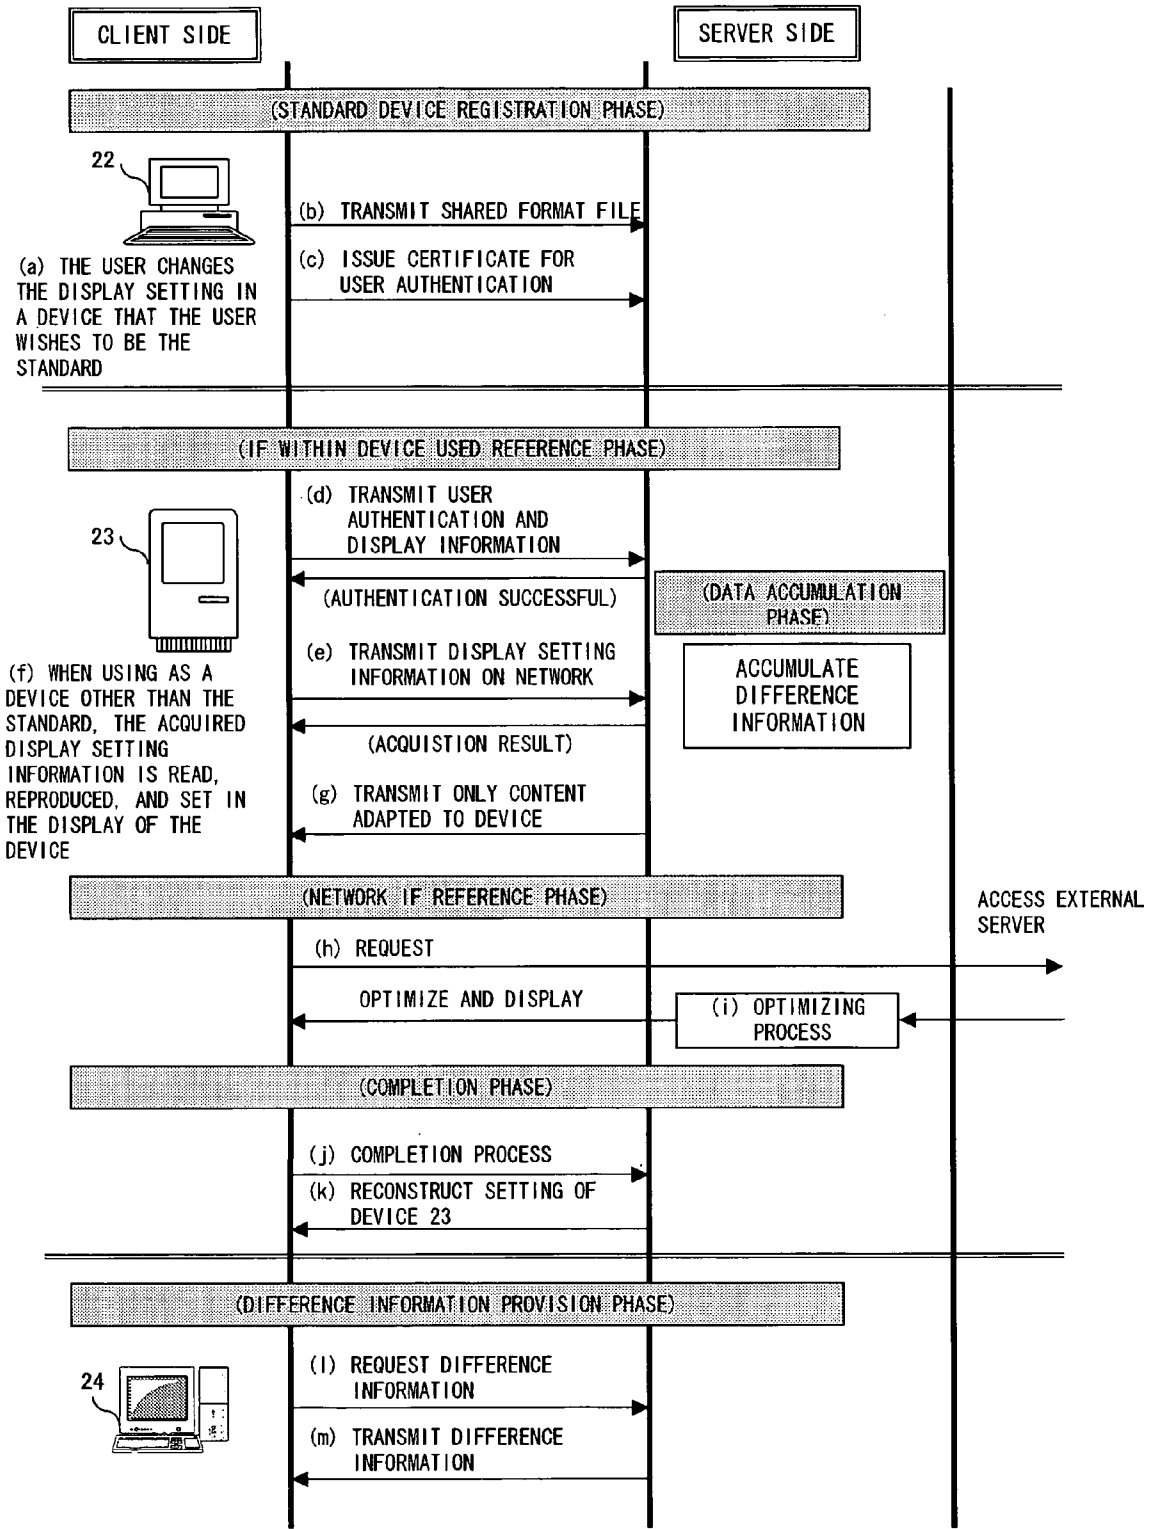 CLIENT SIDE
SERVER SIDE
(STANDARD DEVICE REGISTRATION PHASE)
22
(b) TRANSMIT SHARED FORMAT FILE
(c) ISSUE CERTIFICATE FOR
USER AUTHENTICATION
(a) THE USER CHANGES
THE DISPLAY SETTING IN
A DEVICE THAT THE USER
WISHES TO BE THE
STANDARD
(IF WITHIN DEVICE USED REFERENCE PHASE)
(d) TRANSMIT USER
AUTHENTICATION AND
DISPLAY INFORMATION
23
(AUTHENTICATION SUCCESSFUL)
(DATA ACCUMULATION
PHASE)
(e) TRANSMIT DISPLAY SETTING
INFORMATION ON NETWORK
ACCUMULATE
DIFFERENCE
INFORMATION
(f) WHEN USING AS A
DEVICE OTHER THAN THE
STANDARD, THE ACQUIRED
DISPLAY SETTING
INFORMATION IS READ,
REPRODUCED, AND SET IN
THE DISPLAY OF THE
DEVICE
(ACQUISTION RESULT)
(g) TRANSMIT ONLY CONTENT
ADAPTED TO DEVICE
(NETWORK IF REFERENCE PHASE)
ACCESS EXTERNAL
SERVER
(h) REQUEST
OPTIMIZE AND DISPLAY
(i) OPTIMIZING
PROCESS
(COMPLETION PHASE)
(j) COMPLETION PROCESS
(k) RECONSTRUCT SETTING OF
DEVICE 23
(DIFFERENCE INFORMATION PROVISION PHASE)
24
(l) REQUEST DIFFERENCE
INFORMATION
(m) TRANSMIT DIFFERENCE
INFORMATION